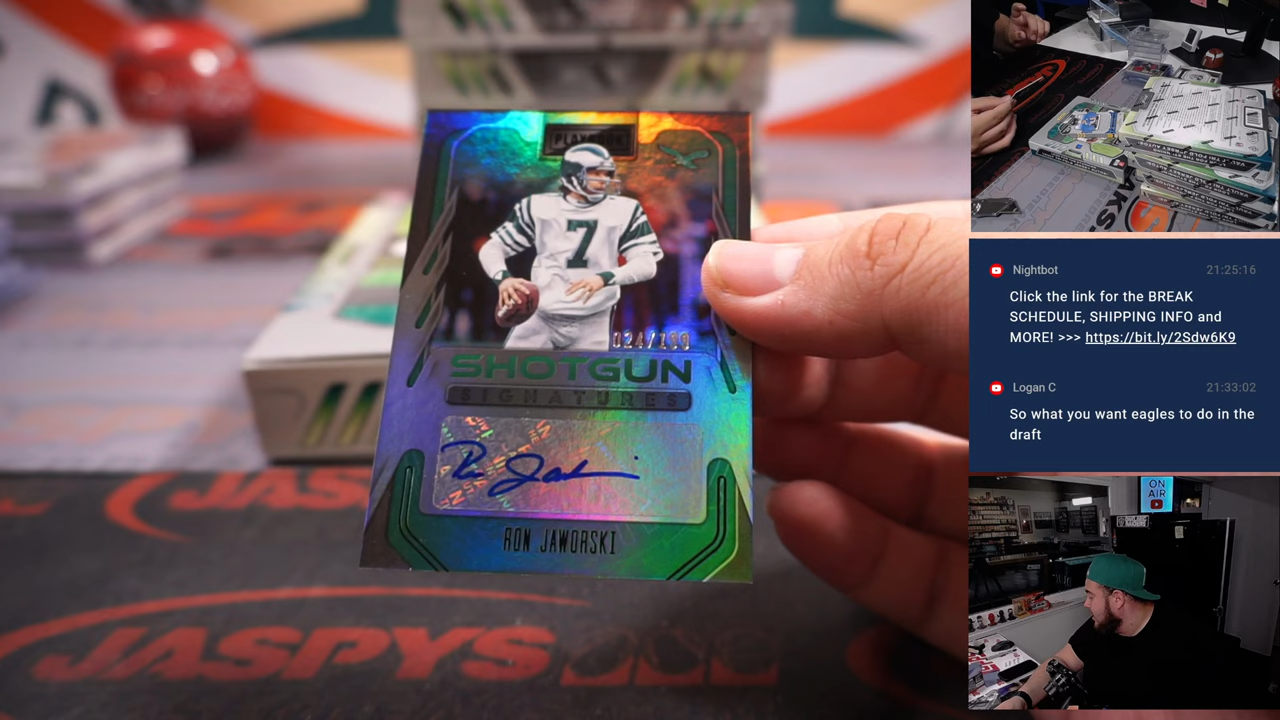 PLAYBOOK
7
024/199
SHOTGUN
SIGNATURES
Ron Jaworski
RON JAWORSKI
JASPYS
JASPYS
Nightbot
21:25:16
Click the link for the BREAK
SCHEDULE, SHIPPING INFO and
MORE! >>> https://bit.ly/2Sdw6K9
Logan C
21:33:02
So what you want eagles to do in the
draft
ON
AIR